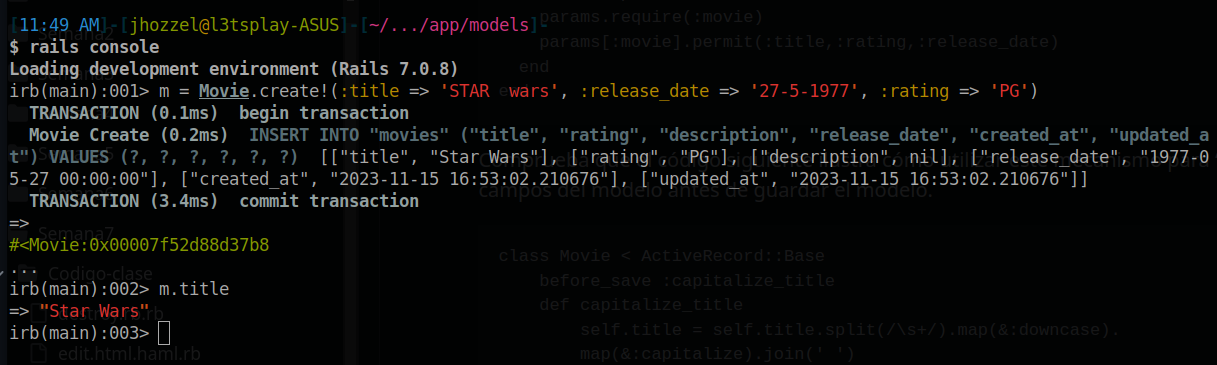 [11:49 AM]-[jhozzel@l3tsplay-ASUS]-[~/.../app/models]-
$ rails console
Loading development environment (Rails 7.0.8)
irb(main):001> m = Movie.create!(:title => 'STAR  wars', :release_date => '27-5-1977', :rating => 'PG')
  TRANSACTION (0.1ms)  begin transaction
  Movie Create (0.2ms)  INSERT INTO "movies" ("title", "rating", "description", "release_date", "created_at", "updated_a
t") VALUES (?, ?, ?, ?, ?, ?)  [["title", "Star Wars"], ["rating", "PG"], ["description", nil], ["release_date", "1977-0
5-27 00:00:00"], ["created_at", "2023-11-15 16:53:02.210676"], ["updated_at", "2023-11-15 16:53:02.210676"]]
  TRANSACTION (3.4ms)  commit transaction
=>
#<Movie:0x00007f52d88d37b8
...
irb(main):002> m.title
=> "Star Wars"
irb(main):003>
params.require(:movie)
params[:movie].permit(:title,:rating,:release_date)
end
campos del modelo antes de guardar el modelo.
class Movie < ActiveRecord::Base
before_save :capitalize_title
def capitalize_title
self.title = self.title.split(/\s+/).map(&:downcase).
map(&:capitalize).join(' ')
Semana7
Codigo-clase
edit.html.haml.rb